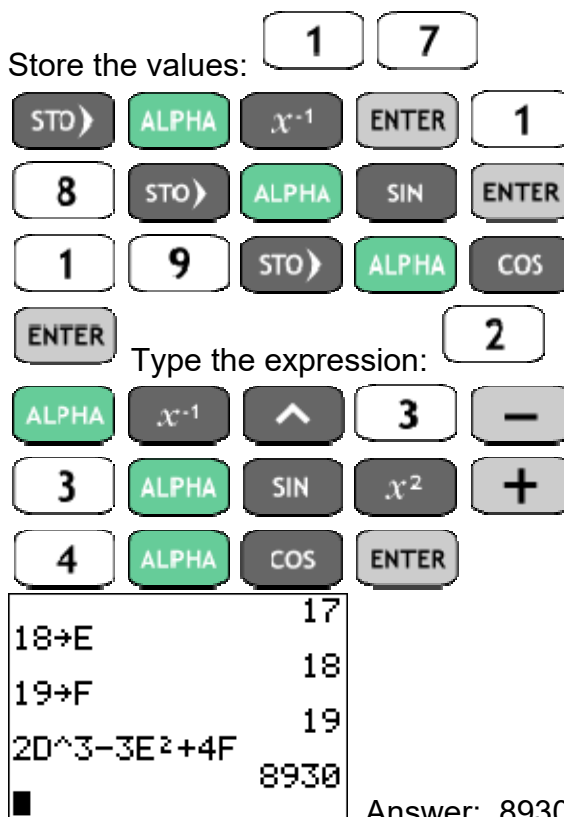 Store the values: 1 7
STO⯈ ALPHA x⁻¹ ENTER 1
8 STO⯈ ALPHA SIN ENTER
1 9 STO⯈ ALPHA COS
ENTER Type the expression: 2
ALPHA x⁻¹ ^ 3 −
3 ALPHA SIN x² +
4 ALPHA COS ENTER
17
18→E
18
19→F
19
2D^3-3E²+4F
8930
Answer: 8930